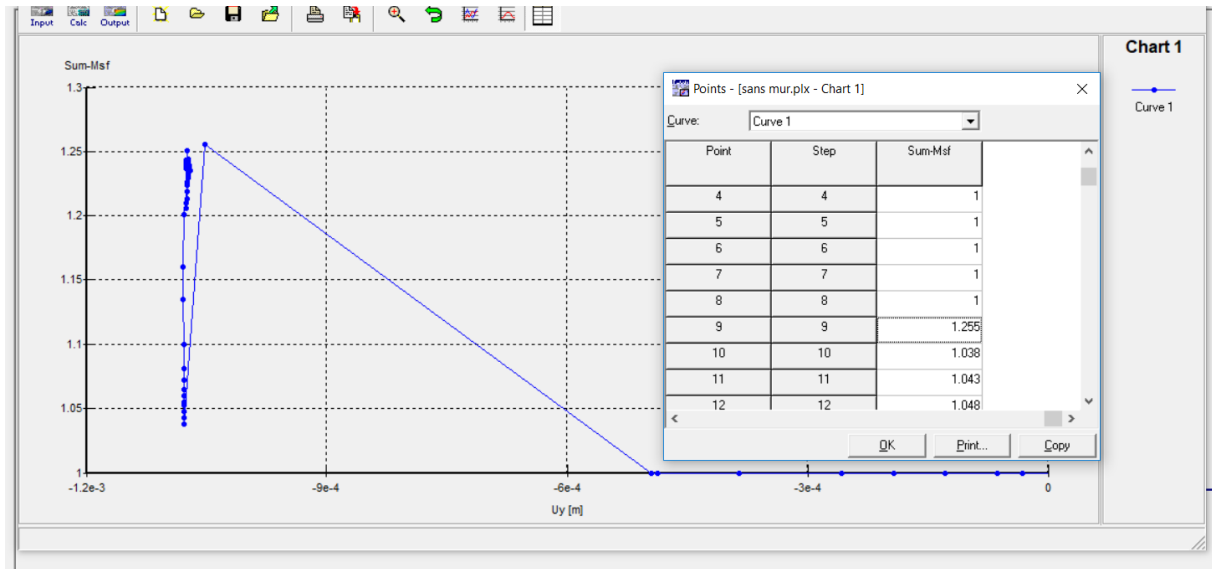 Input Calc Output
Chart 1
Curve 1
Sum-Msf
1.3
1.25
1.2
1.15
1.1
1.05
1
-1.2e-3 -9e-4 -6e-4 -3e-4 0
Uy [m]
Points - [sans mur.plx - Chart 1]
Curve: Curve 1
Point Step Sum-Msf
4 4 1
5 5 1
6 6 1
7 7 1
8 8 1
9 9 1.255
10 10 1.038
11 11 1.043
12 12 1.048
OK Print... Copy